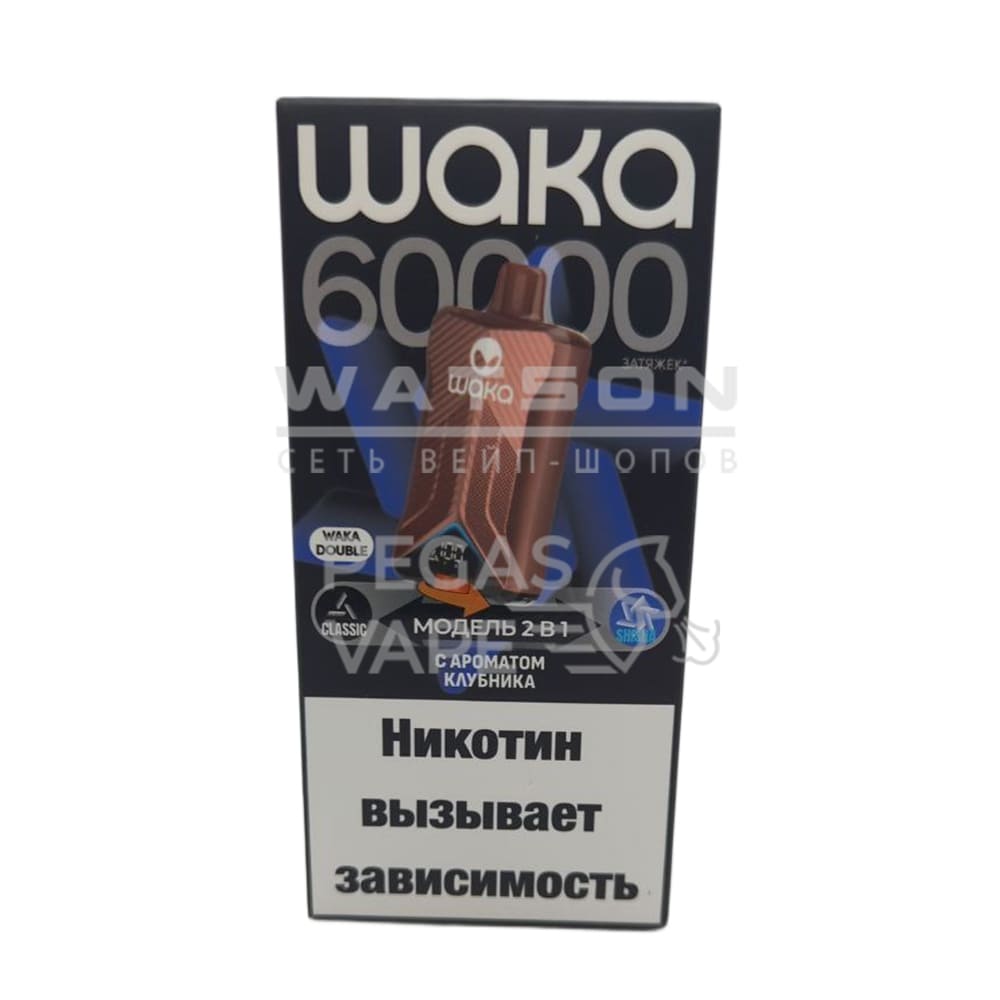 waka
60000
ЗАТЯЖЕК*
waka
WATSON
СЕТЬ ВЕЙП-ШОПОВ
WAKA
DOUBLE
PEGAS
VAPE
CLASSIC
МОДЕЛЬ 2 В 1
С АРОМАТОМ
КЛУБНИКА
Никотин
вызывает
зависимость